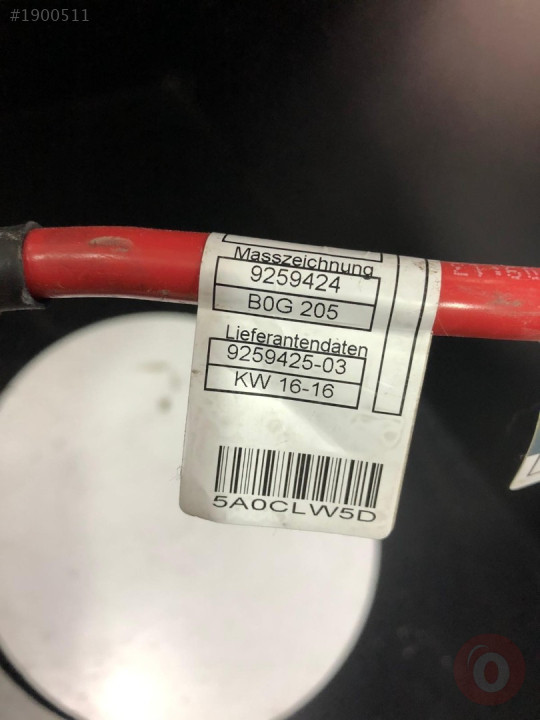 #1900511
Masszeichnung
9259424
B0G 205
Lieferantendaten
9259425-03
KW 16-16
5A0CLW5D